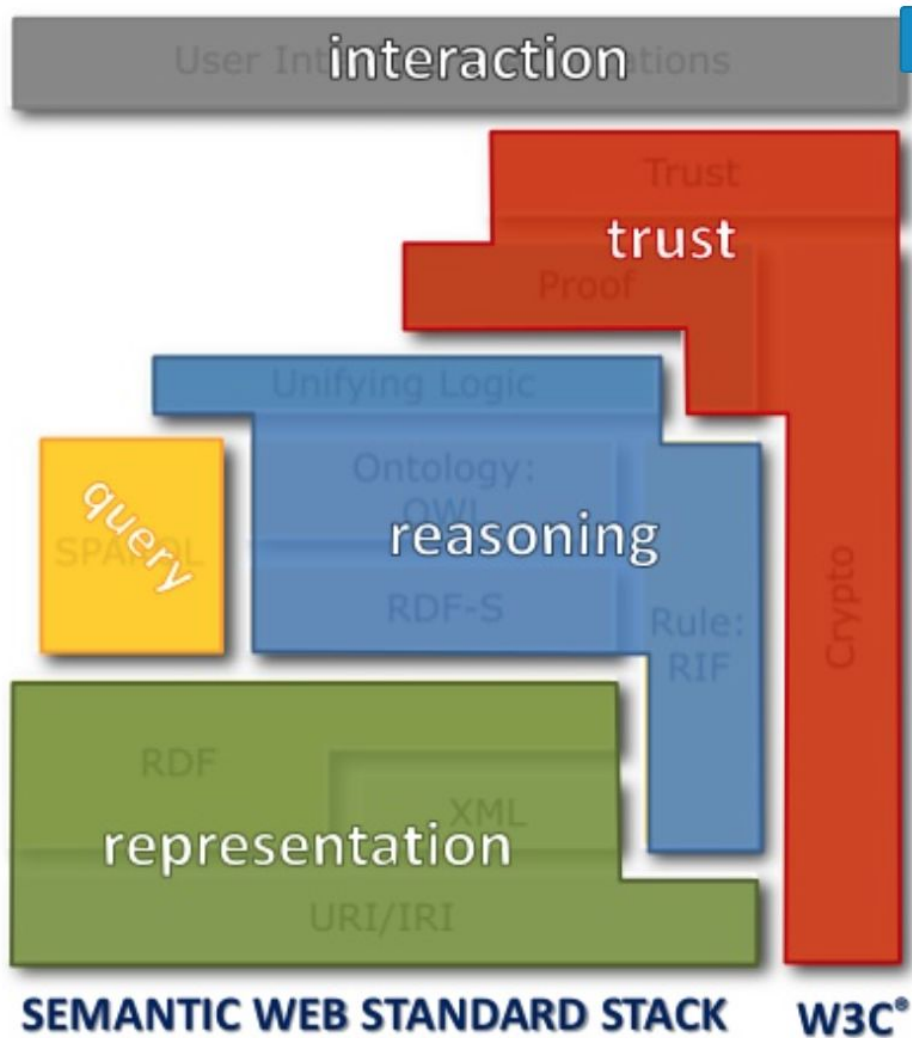 interaction
User Int ations
Trust
trust
Proof
Unifying Logic
Ontology:
OWL
query
SPARQL
reasoning
RDF-S
Rule:
RIF
Crypto
RDF
XML
representation
URI/IRI
SEMANTIC WEB STANDARD STACK
W3C®